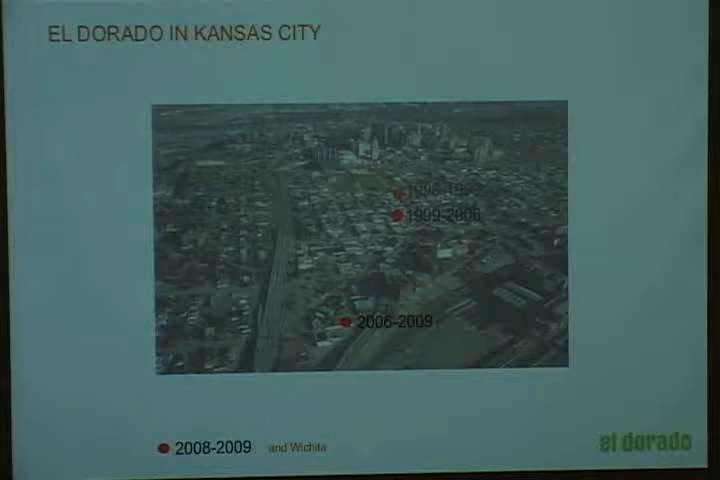 EL DORADO IN KANSAS CITY
1999-2006
2006-2009
2008-2009 and Wichita
el dorado